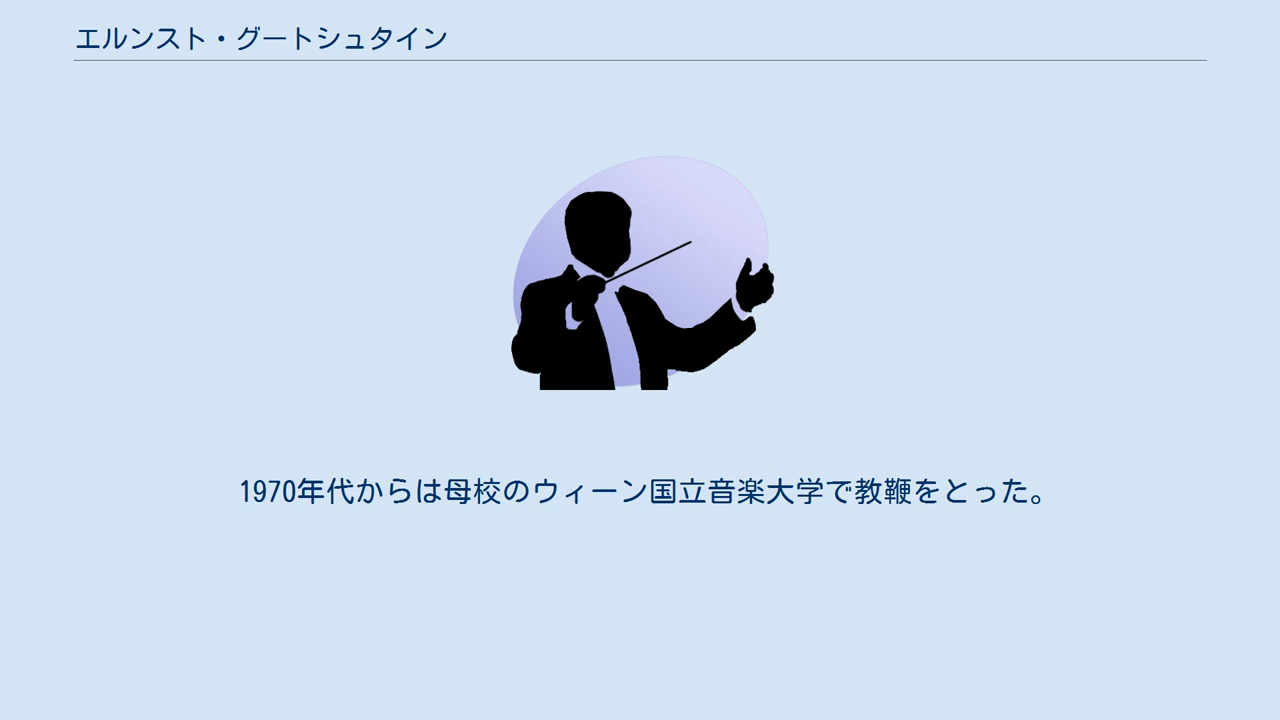 エルンスト・グートシュタイン
1970年代からは母校のウィーン国立音楽大学で教鞭をとった。